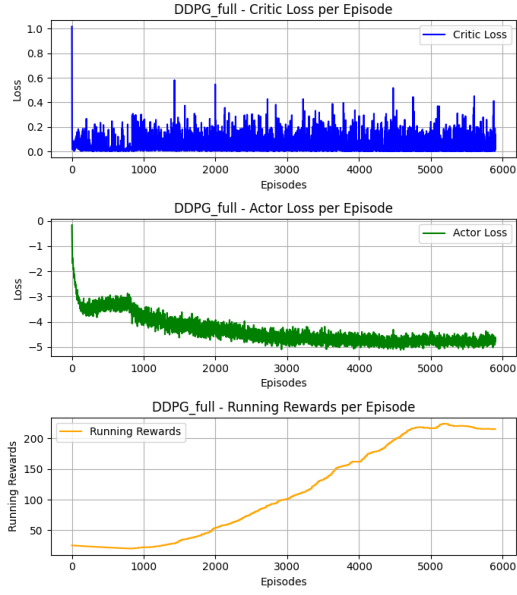 DDPG_full - Critic Loss per Episode
1.0
0.8
0.6
0.4
0.2
0.0
Loss
Critic Loss
0 1000 2000 3000 4000 5000 6000
Episodes
DDPG_full - Actor Loss per Episode
0
−1
−2
−3
−4
−5
Loss
Actor Loss
0 1000 2000 3000 4000 5000 6000
Episodes
DDPG_full - Running Rewards per Episode
200
150
100
50
Running Rewards
Running Rewards
0 1000 2000 3000 4000 5000 6000
Episodes